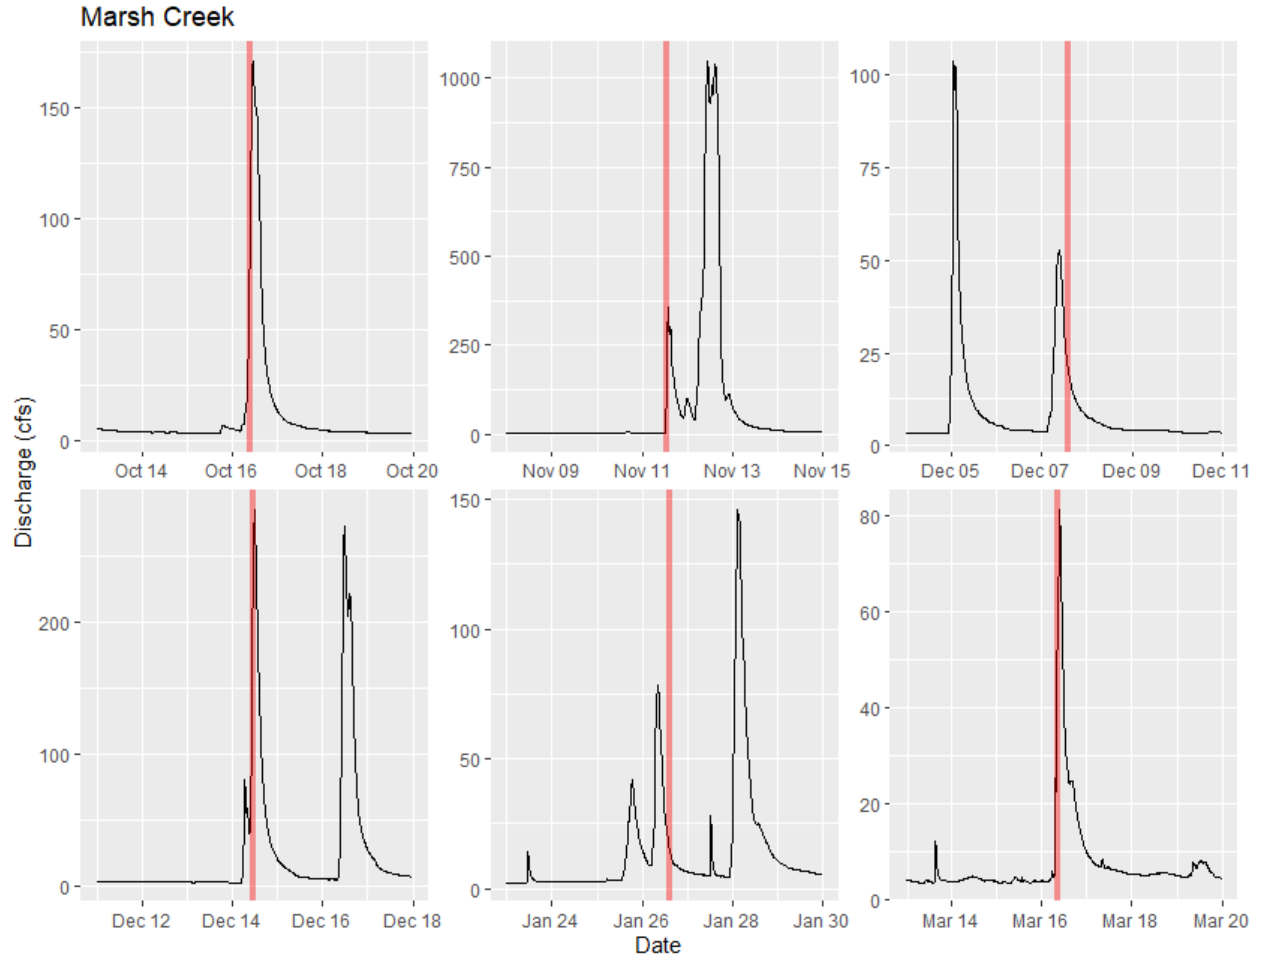 Marsh Creek
Discharge (cfs)
150
100
50
0
Oct 14 Oct 16 Oct 18 Oct 20
1000
750
500
250
0
Nov 09 Nov 11 Nov 13 Nov 15
100
75
50
25
0
Dec 05 Dec 07 Dec 09 Dec 11
200
100
0
Dec 12 Dec 14 Dec 16 Dec 18
150
100
50
0
Jan 24 Jan 26 Jan 28 Jan 30
80
60
40
20
0
Mar 14 Mar 16 Mar 18 Mar 20
Date